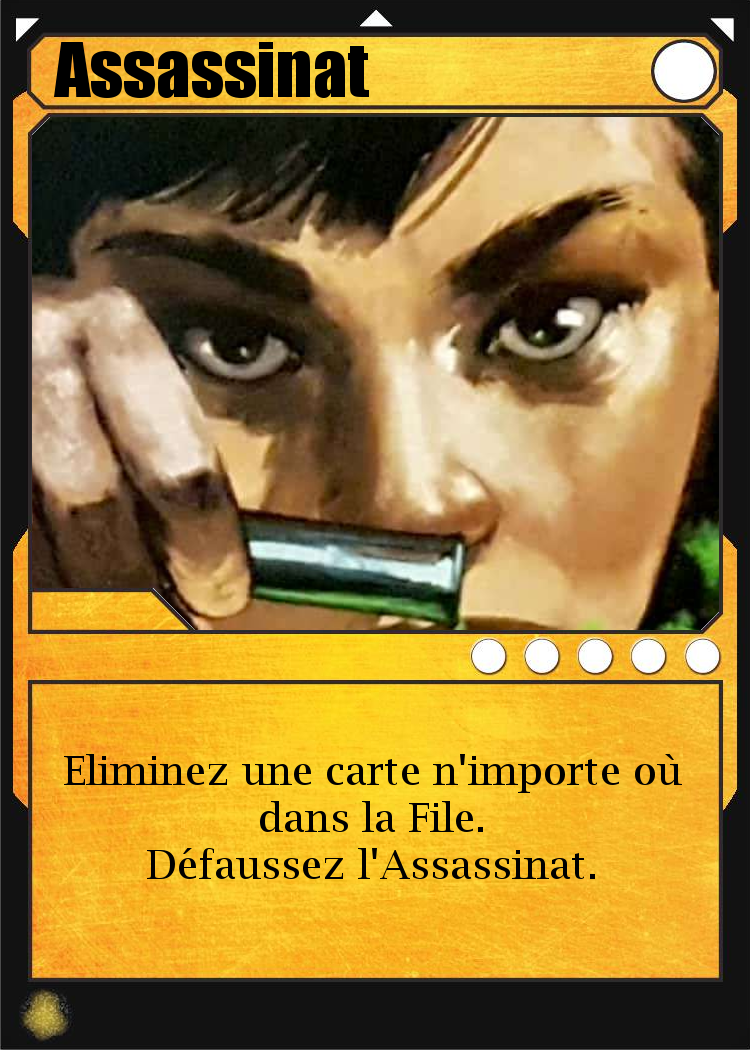 Assassinat
Eliminez une carte n'importe où
dans la File.
Défaussez l'Assassinat.